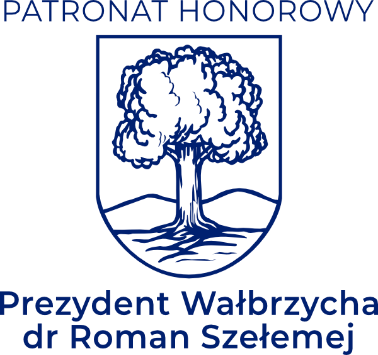 PATRONAT HONOROWY
Prezydent Wałbrzycha
dr Roman Szełemej